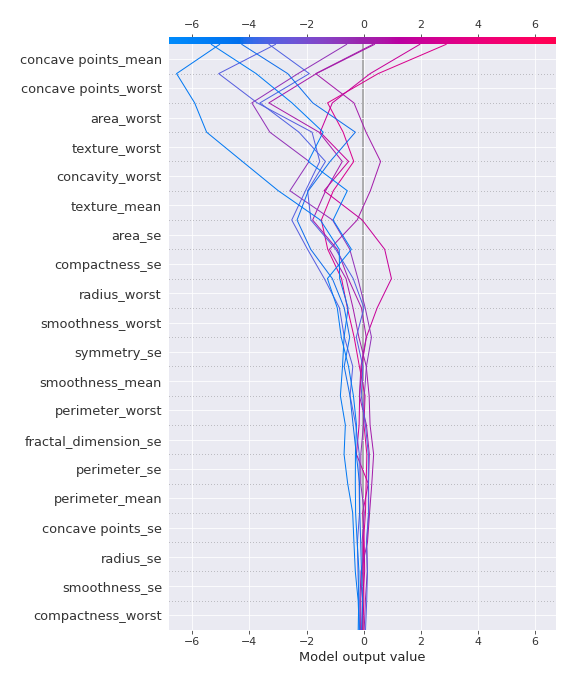 −6 −4 −2 0 2 4 6
concave points_mean
concave points_worst
area_worst
texture_worst
concavity_worst
texture_mean
area_se
compactness_se
radius_worst
smoothness_worst
symmetry_se
smoothness_mean
perimeter_worst
fractal_dimension_se
perimeter_se
perimeter_mean
concave points_se
radius_se
smoothness_se
compactness_worst
−6 −4 −2 0 2 4 6
Model output value